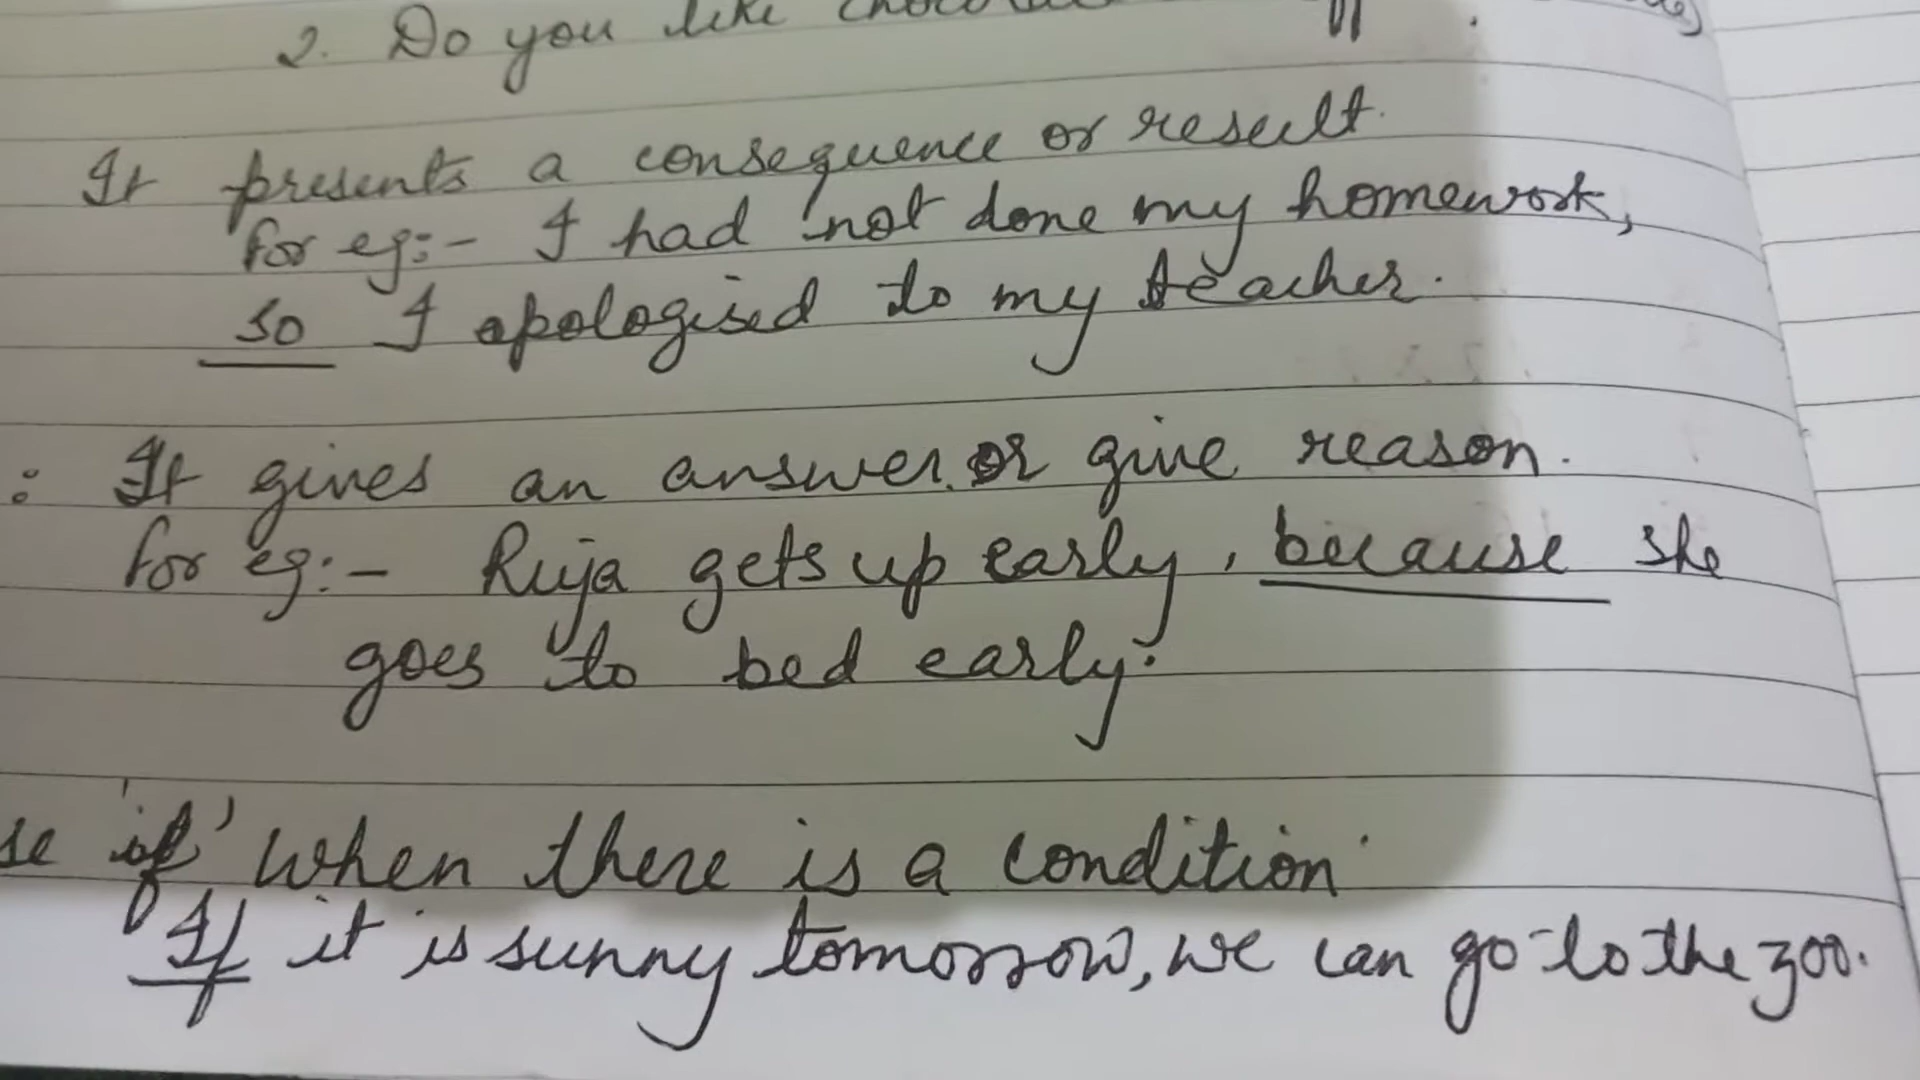 2. Do you like
It presents a consequence or result.
for eg:- I had not done my homework,
so I apologised to my teacher.
: It gives an answer or give reason.
for eg:- Ruja gets up early, because she
goes to bed early.
'if' when there is a condition
If it is sunny tomorrow, we can go to the zoo.